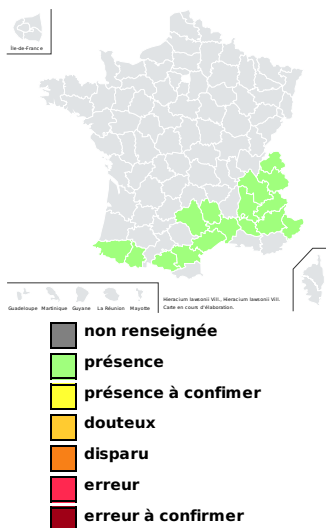 Île-de-France
Guadeloupe Martinique Guyane La Réunion Mayotte
Hieracium lawsonii Vill., Hieracium lawsonii Vill.
Carte en cours d'élaboration.
non renseignée
présence
présence à confimer
douteux
disparu
erreur
erreur à confirmer